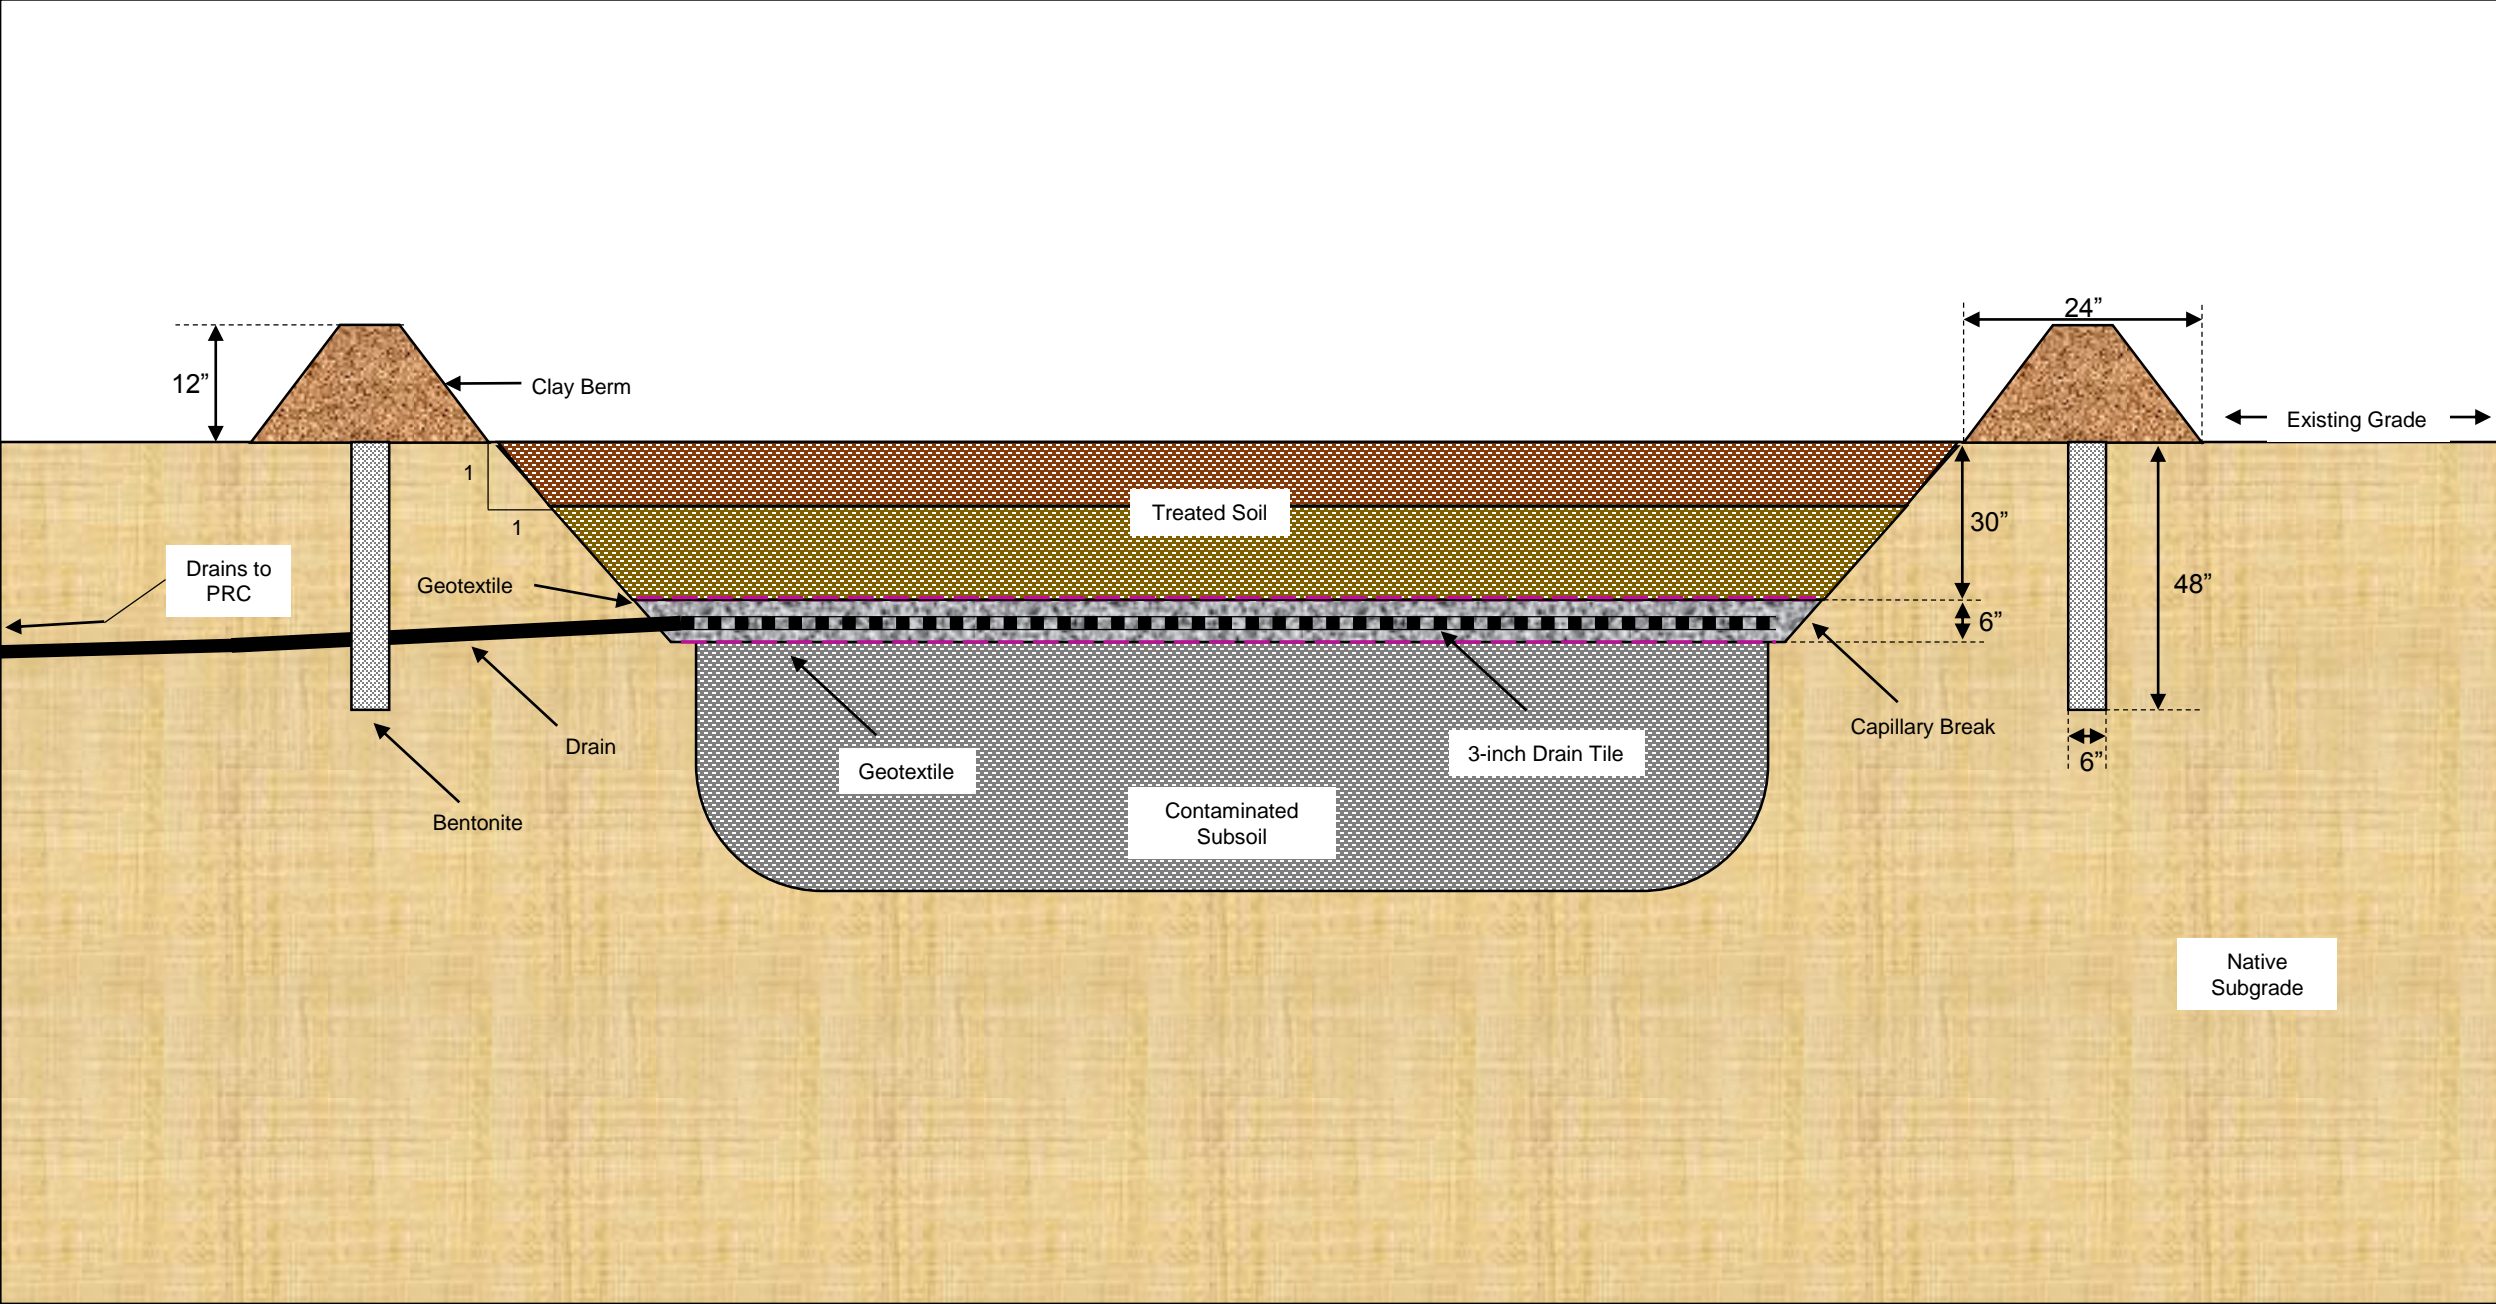 24”
12”
Clay Berm
Existing Grade
1
1
Treated Soil
30”
Drains to
PRC
Geotextile
48”
6”
Drain
Geotextile
3-inch Drain Tile
Capillary Break
6”
Bentonite
Contaminated
Subsoil
Native
Subgrade